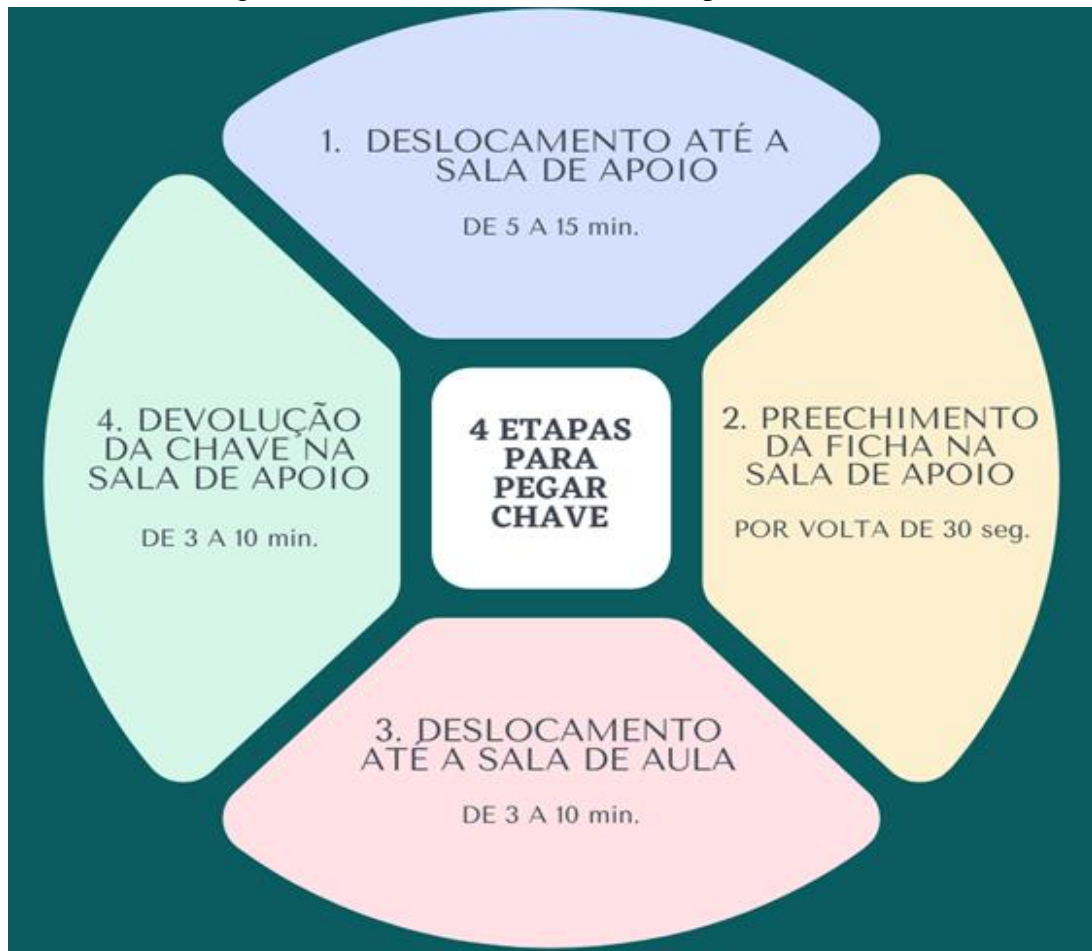 1. DESLOCAMENTO ATÉ A
SALA DE APOIO
DE 5 A 15 min.
2. PREECHIMENTO
DA FICHA NA
SALA DE APOIO
POR VOLTA DE 30 seg.
3. DESLOCAMENTO
ATÉ A SALA DE AULA
DE 3 A 10 min.
4. DEVOLUÇÃO
DA CHAVE NA
SALA DE APOIO
DE 3 A 10 min.
4 ETAPAS
PARA
PEGAR
CHAVE